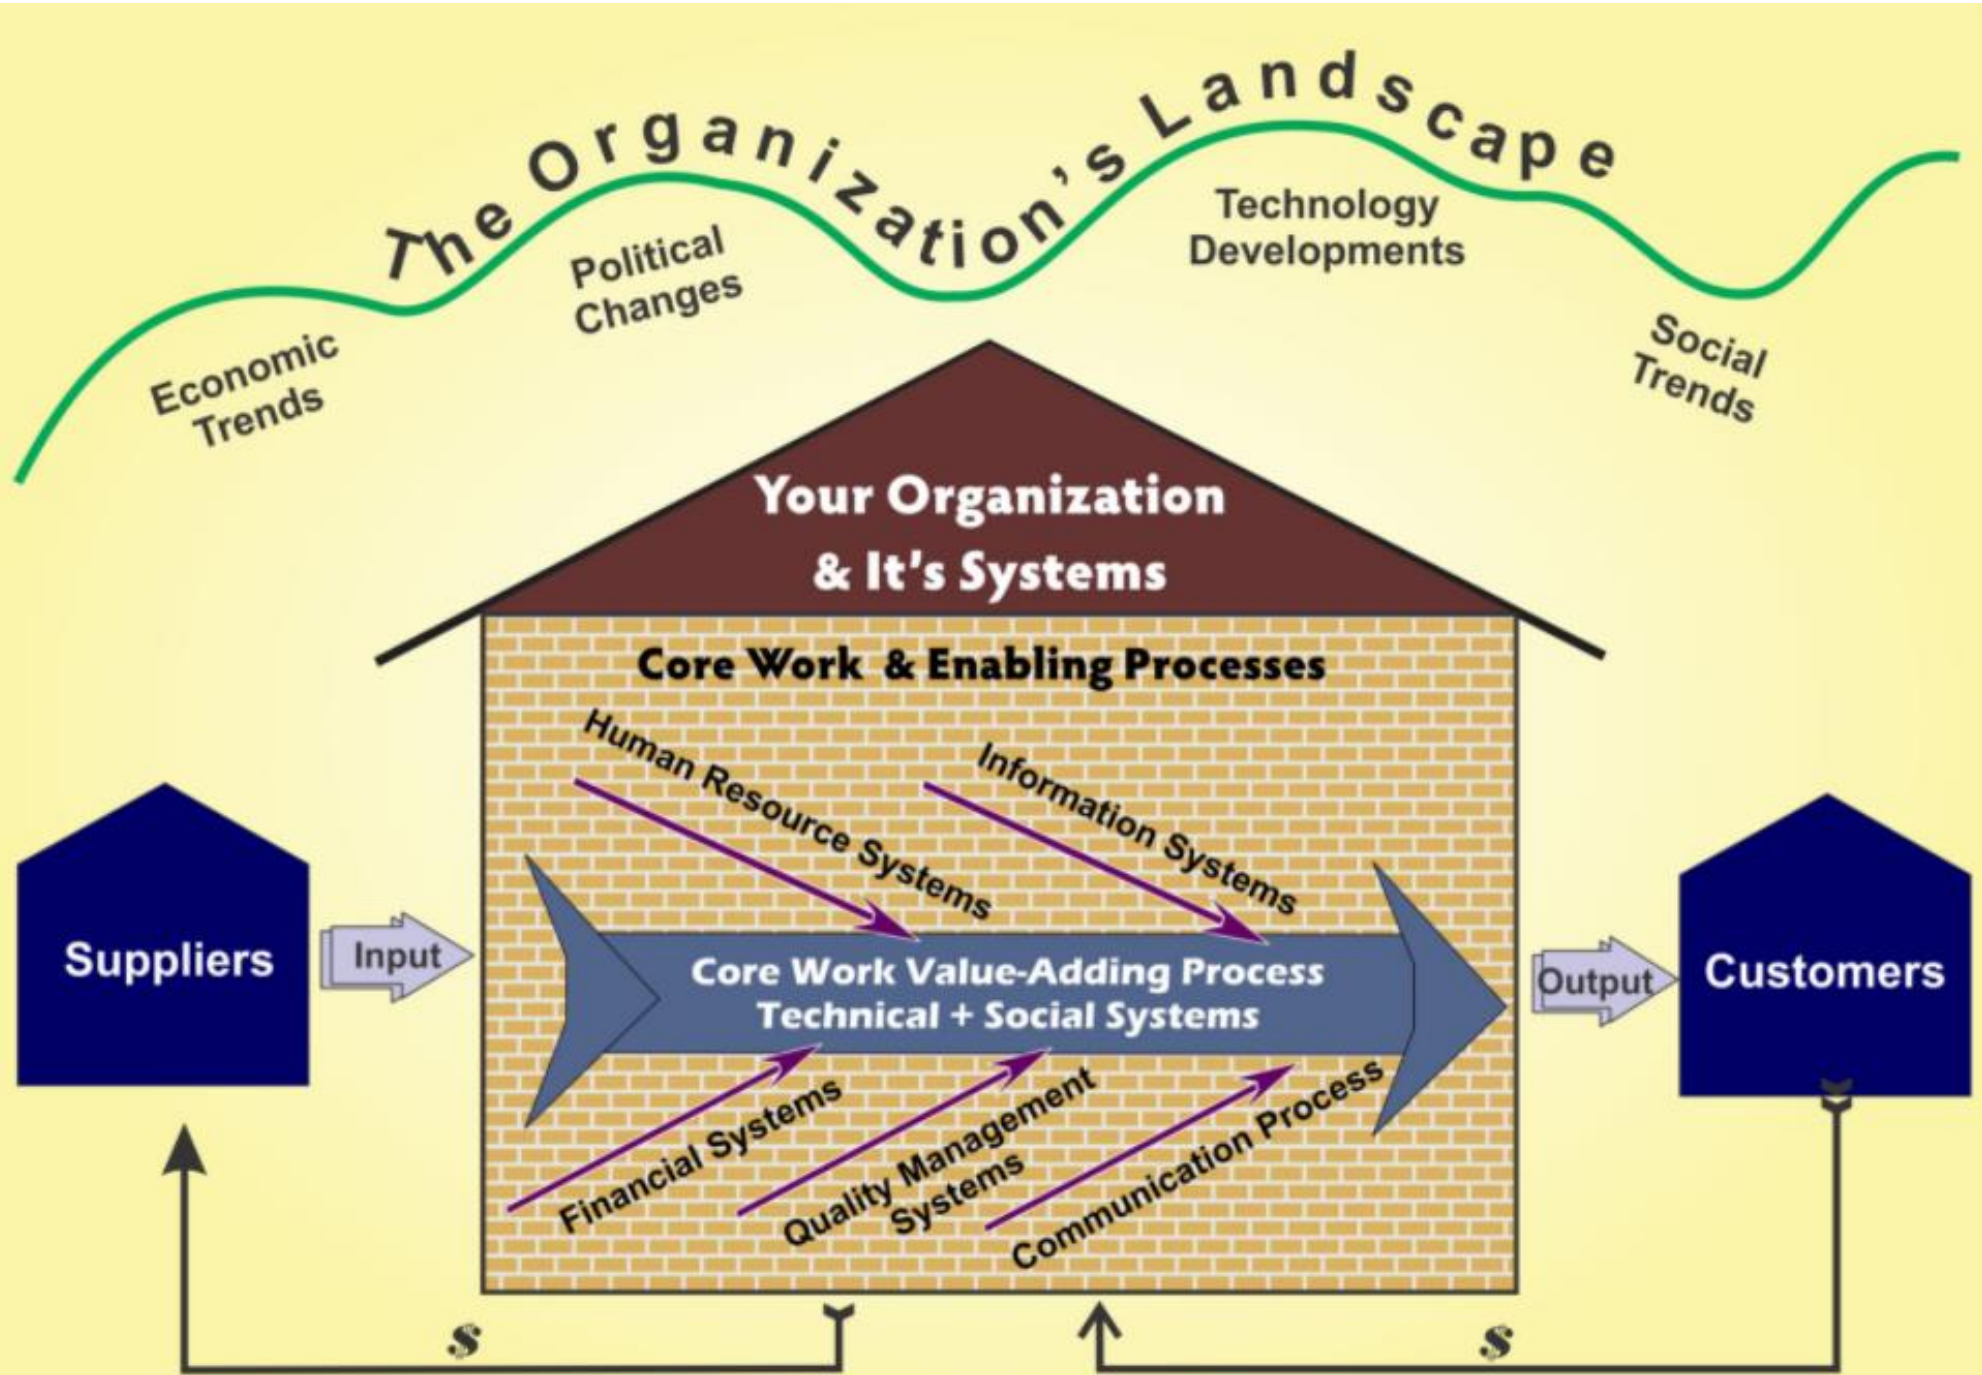 The Organization's Landscape
Economic
Trends
Political
Changes
Technology
Developments
Social
Trends
Your Organization
& It's Systems
Core Work & Enabling Processes
Human Resource Systems
Information Systems
Suppliers
Input
Core Work Value-Adding Process
Technical + Social Systems
Output
Customers
Financial Systems
Quality Management
Systems
Communication Process
$
$